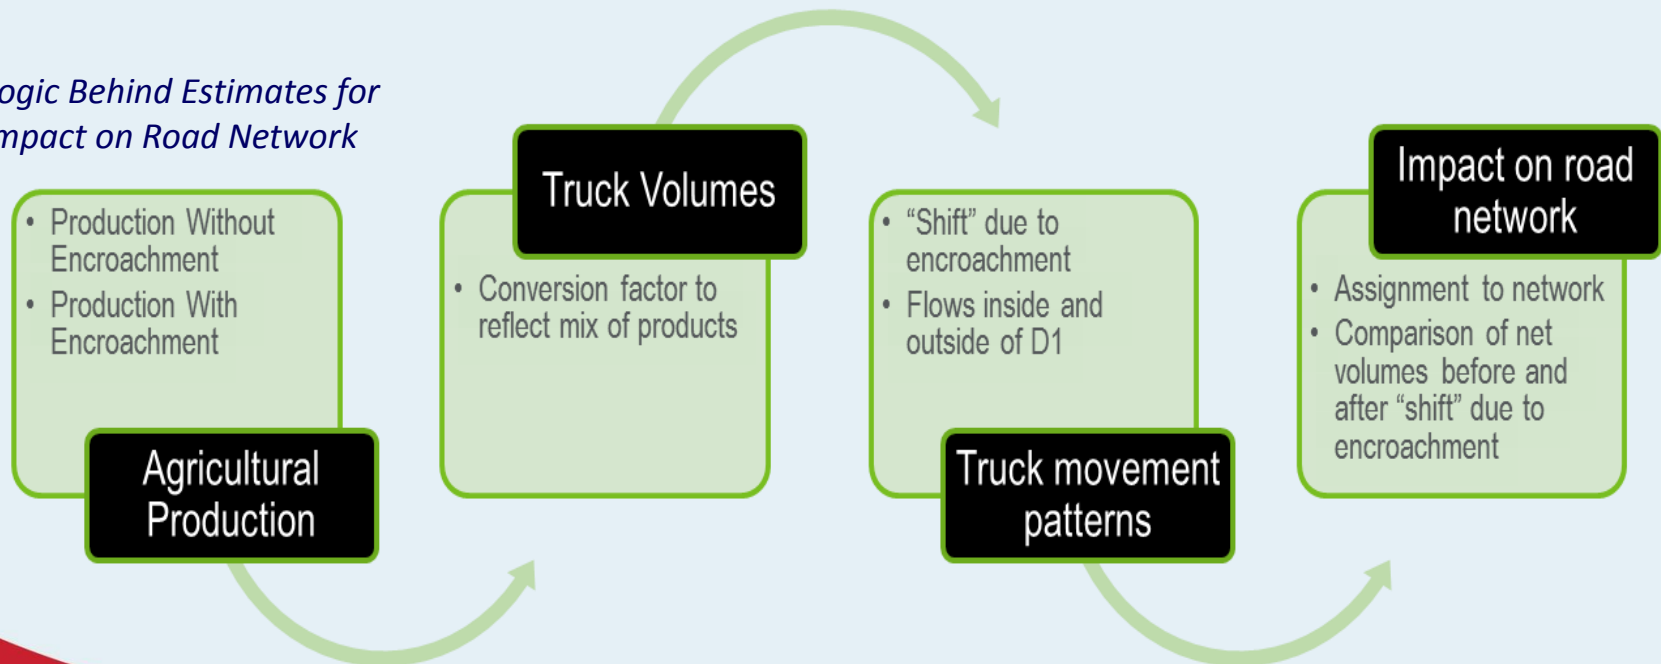 ogic Behind Estimates for
mpact on Road Network
• Production Without
Encroachment
• Production With
Encroachment
Agricultural
Production
Truck Volumes
• Conversion factor to
reflect mix of products
• “Shift” due to
encroachment
• Flows inside and
outside of D1
Truck movement
patterns
Impact on road
network
• Assignment to network
• Comparison of net
volumes before and
after “shift” due to
encroachment